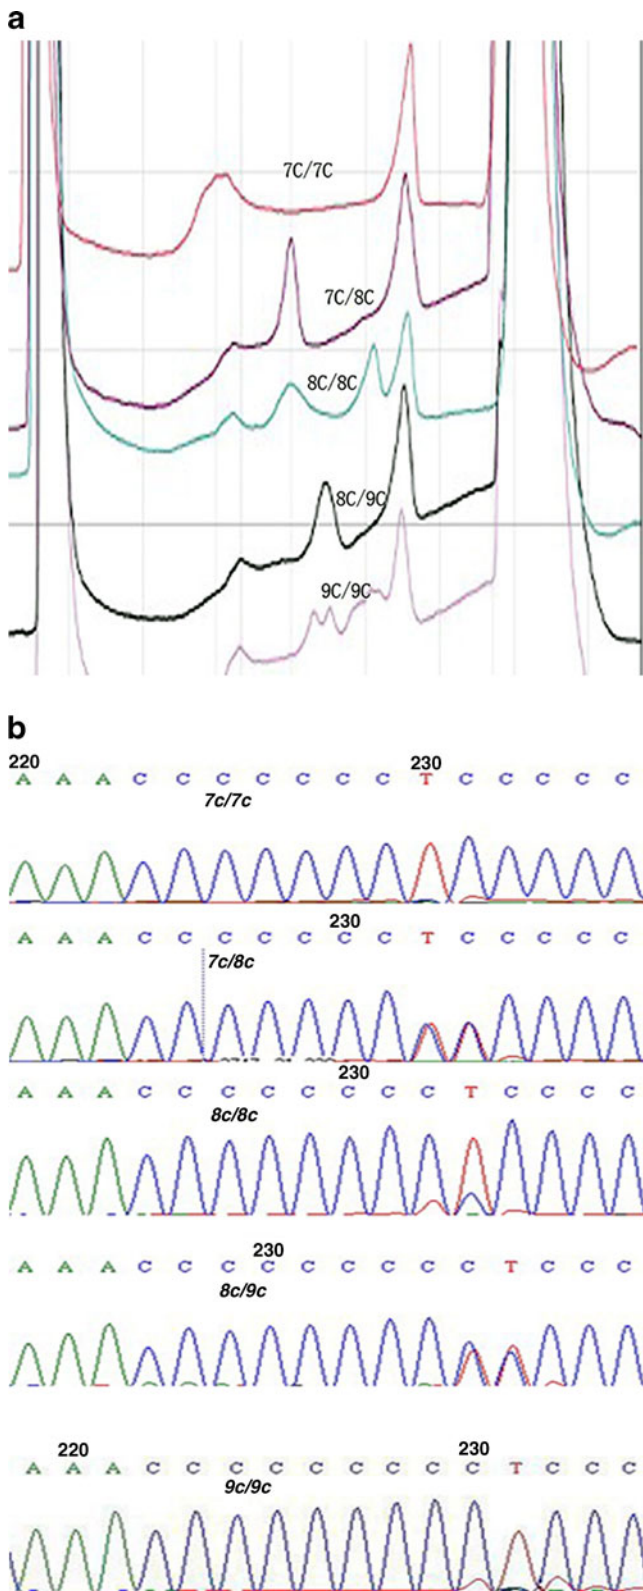 a
7C/7C
7C/8C
8C/8C
8C/9C
9C/9C
b
220 230
A A A C C C C C C C T C C C C C
7c/7c
230
A A A C C C C C C C T C C C C C
7c/8c
230
A A A C C C C C C C C T C C C C
8c/8c
230
A A A C C C C C C C C C T C C C
8c/9c
220 230
A A A C C C C C C C C C T C C C
9c/9c